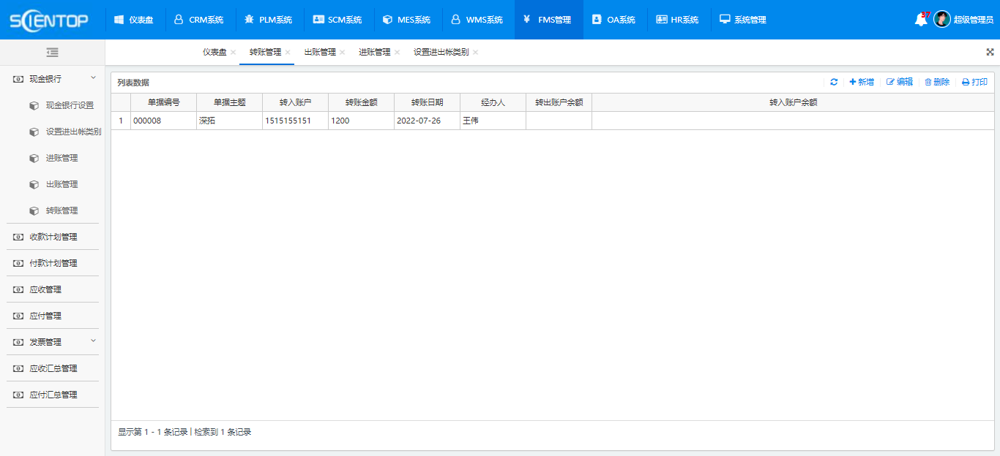 SCIENTOP 仪表盘 CRM系统 PLM系统 SCM系统 MES系统 WMS系统 ¥ FMS管理 OA系统 HR系统 系统管理 37 超级管理员
仪表盘 × 转账管理 × 出账管理 × 进账管理 × 设置进出帐类别 ×
现金银行
现金银行设置
设置进出帐类别
进账管理
出账管理
转账管理
收款计划管理
付款计划管理
应收管理
应付管理
发票管理
应收汇总管理
应付汇总管理
列表数据 新增 编辑 删除 打印
单据编号 单据主题 转入账户 转账金额 转账日期 经办人 转出账户余额 转入账户余额
1 000008 深拓 1515155151 1200 2022-07-26 王伟
显示第 1 - 1 条记录 | 检索到 1 条记录